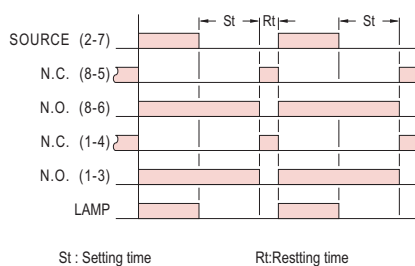 St Rt St
SOURCE (2-7)
N.C. (8-5)
N.O. (8-6)
N.C. (1-4)
N.O. (1-3)
LAMP
St : Setting time Rt:Restting time